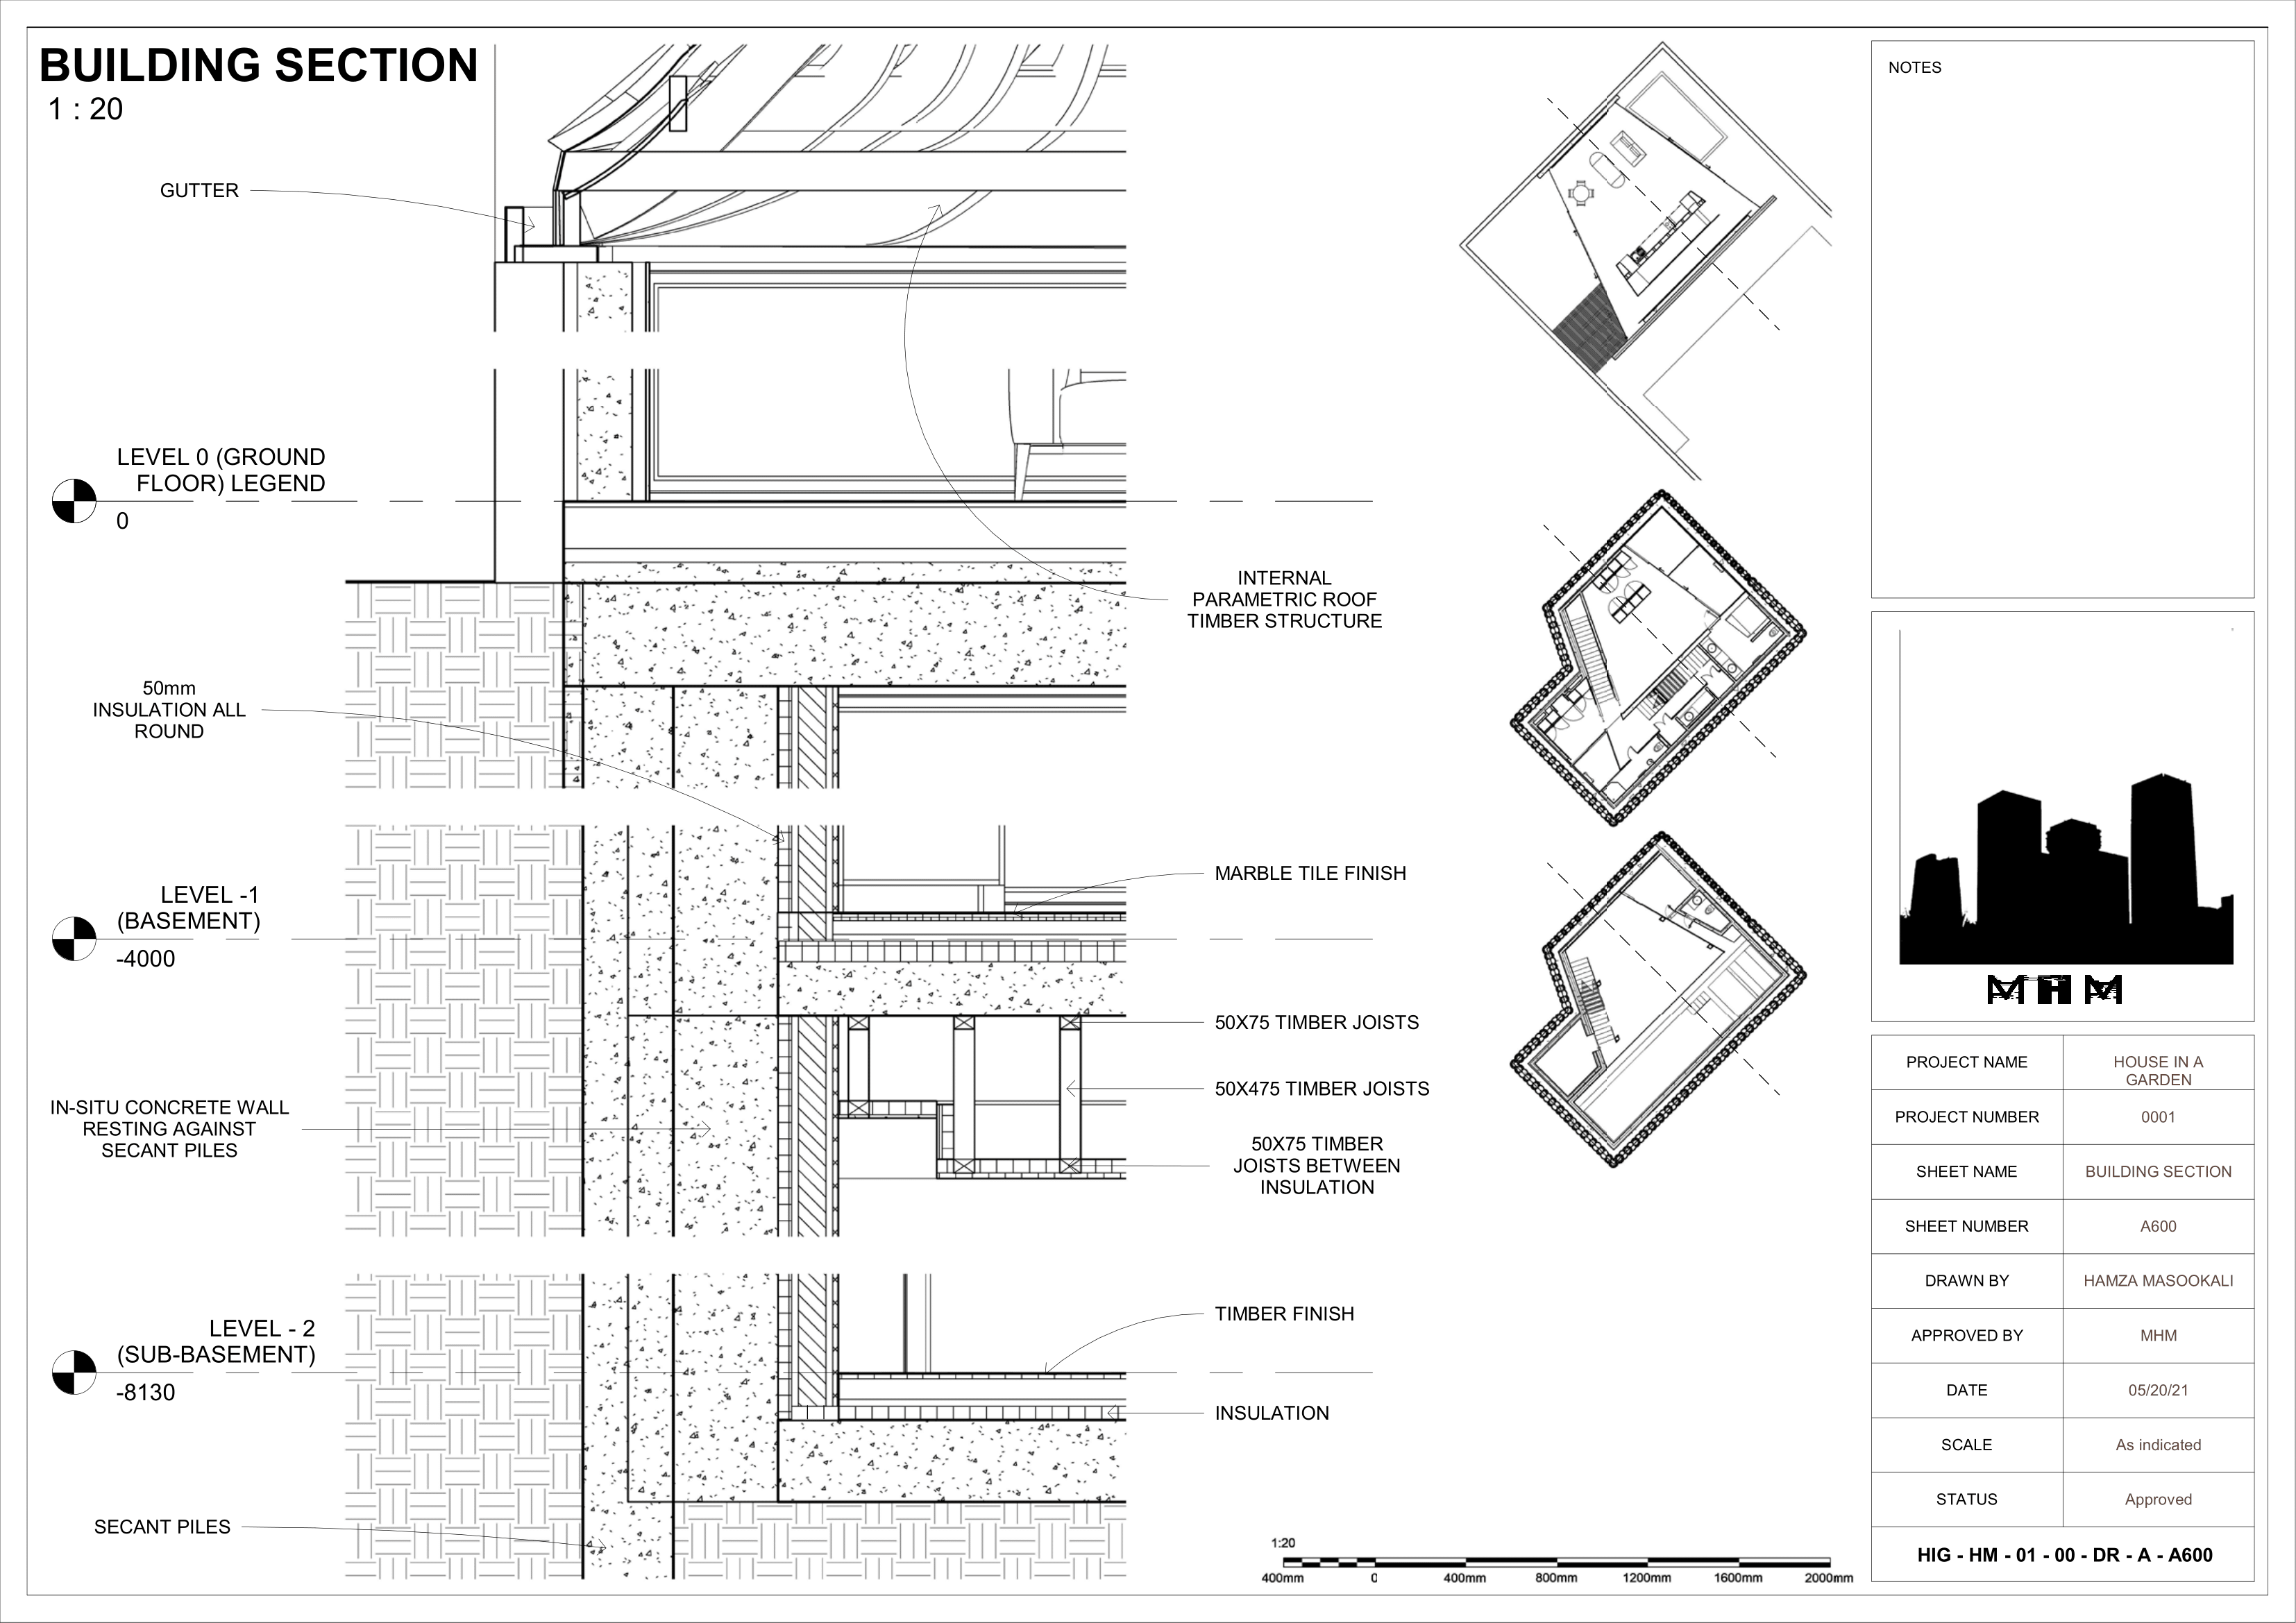 BUILDING SECTION
1 : 20
GUTTER
LEVEL 0 (GROUND
FLOOR) LEGEND
0
INTERNAL
PARAMETRIC ROOF
TIMBER STRUCTURE
50mm
INSULATION ALL
ROUND
MARBLE TILE FINISH
LEVEL -1
(BASEMENT)
-4000
50X75 TIMBER JOISTS
50X475 TIMBER JOISTS
IN-SITU CONCRETE WALL
RESTING AGAINST
SECANT PILES
50X75 TIMBER
JOISTS BETWEEN
INSULATION
TIMBER FINISH
LEVEL - 2
(SUB-BASEMENT)
-8130
INSULATION
SECANT PILES
1:20
400mm 0 400mm 800mm 1200mm 1600mm 2000mm
NOTES
MHM
PROJECT NAME HOUSE IN A
GARDEN
PROJECT NUMBER 0001
SHEET NAME BUILDING SECTION
SHEET NUMBER A600
DRAWN BY HAMZA MASOOKALI
APPROVED BY MHM
DATE 05/20/21
SCALE As indicated
STATUS Approved
HIG - HM - 01 - 00 - DR - A - A600